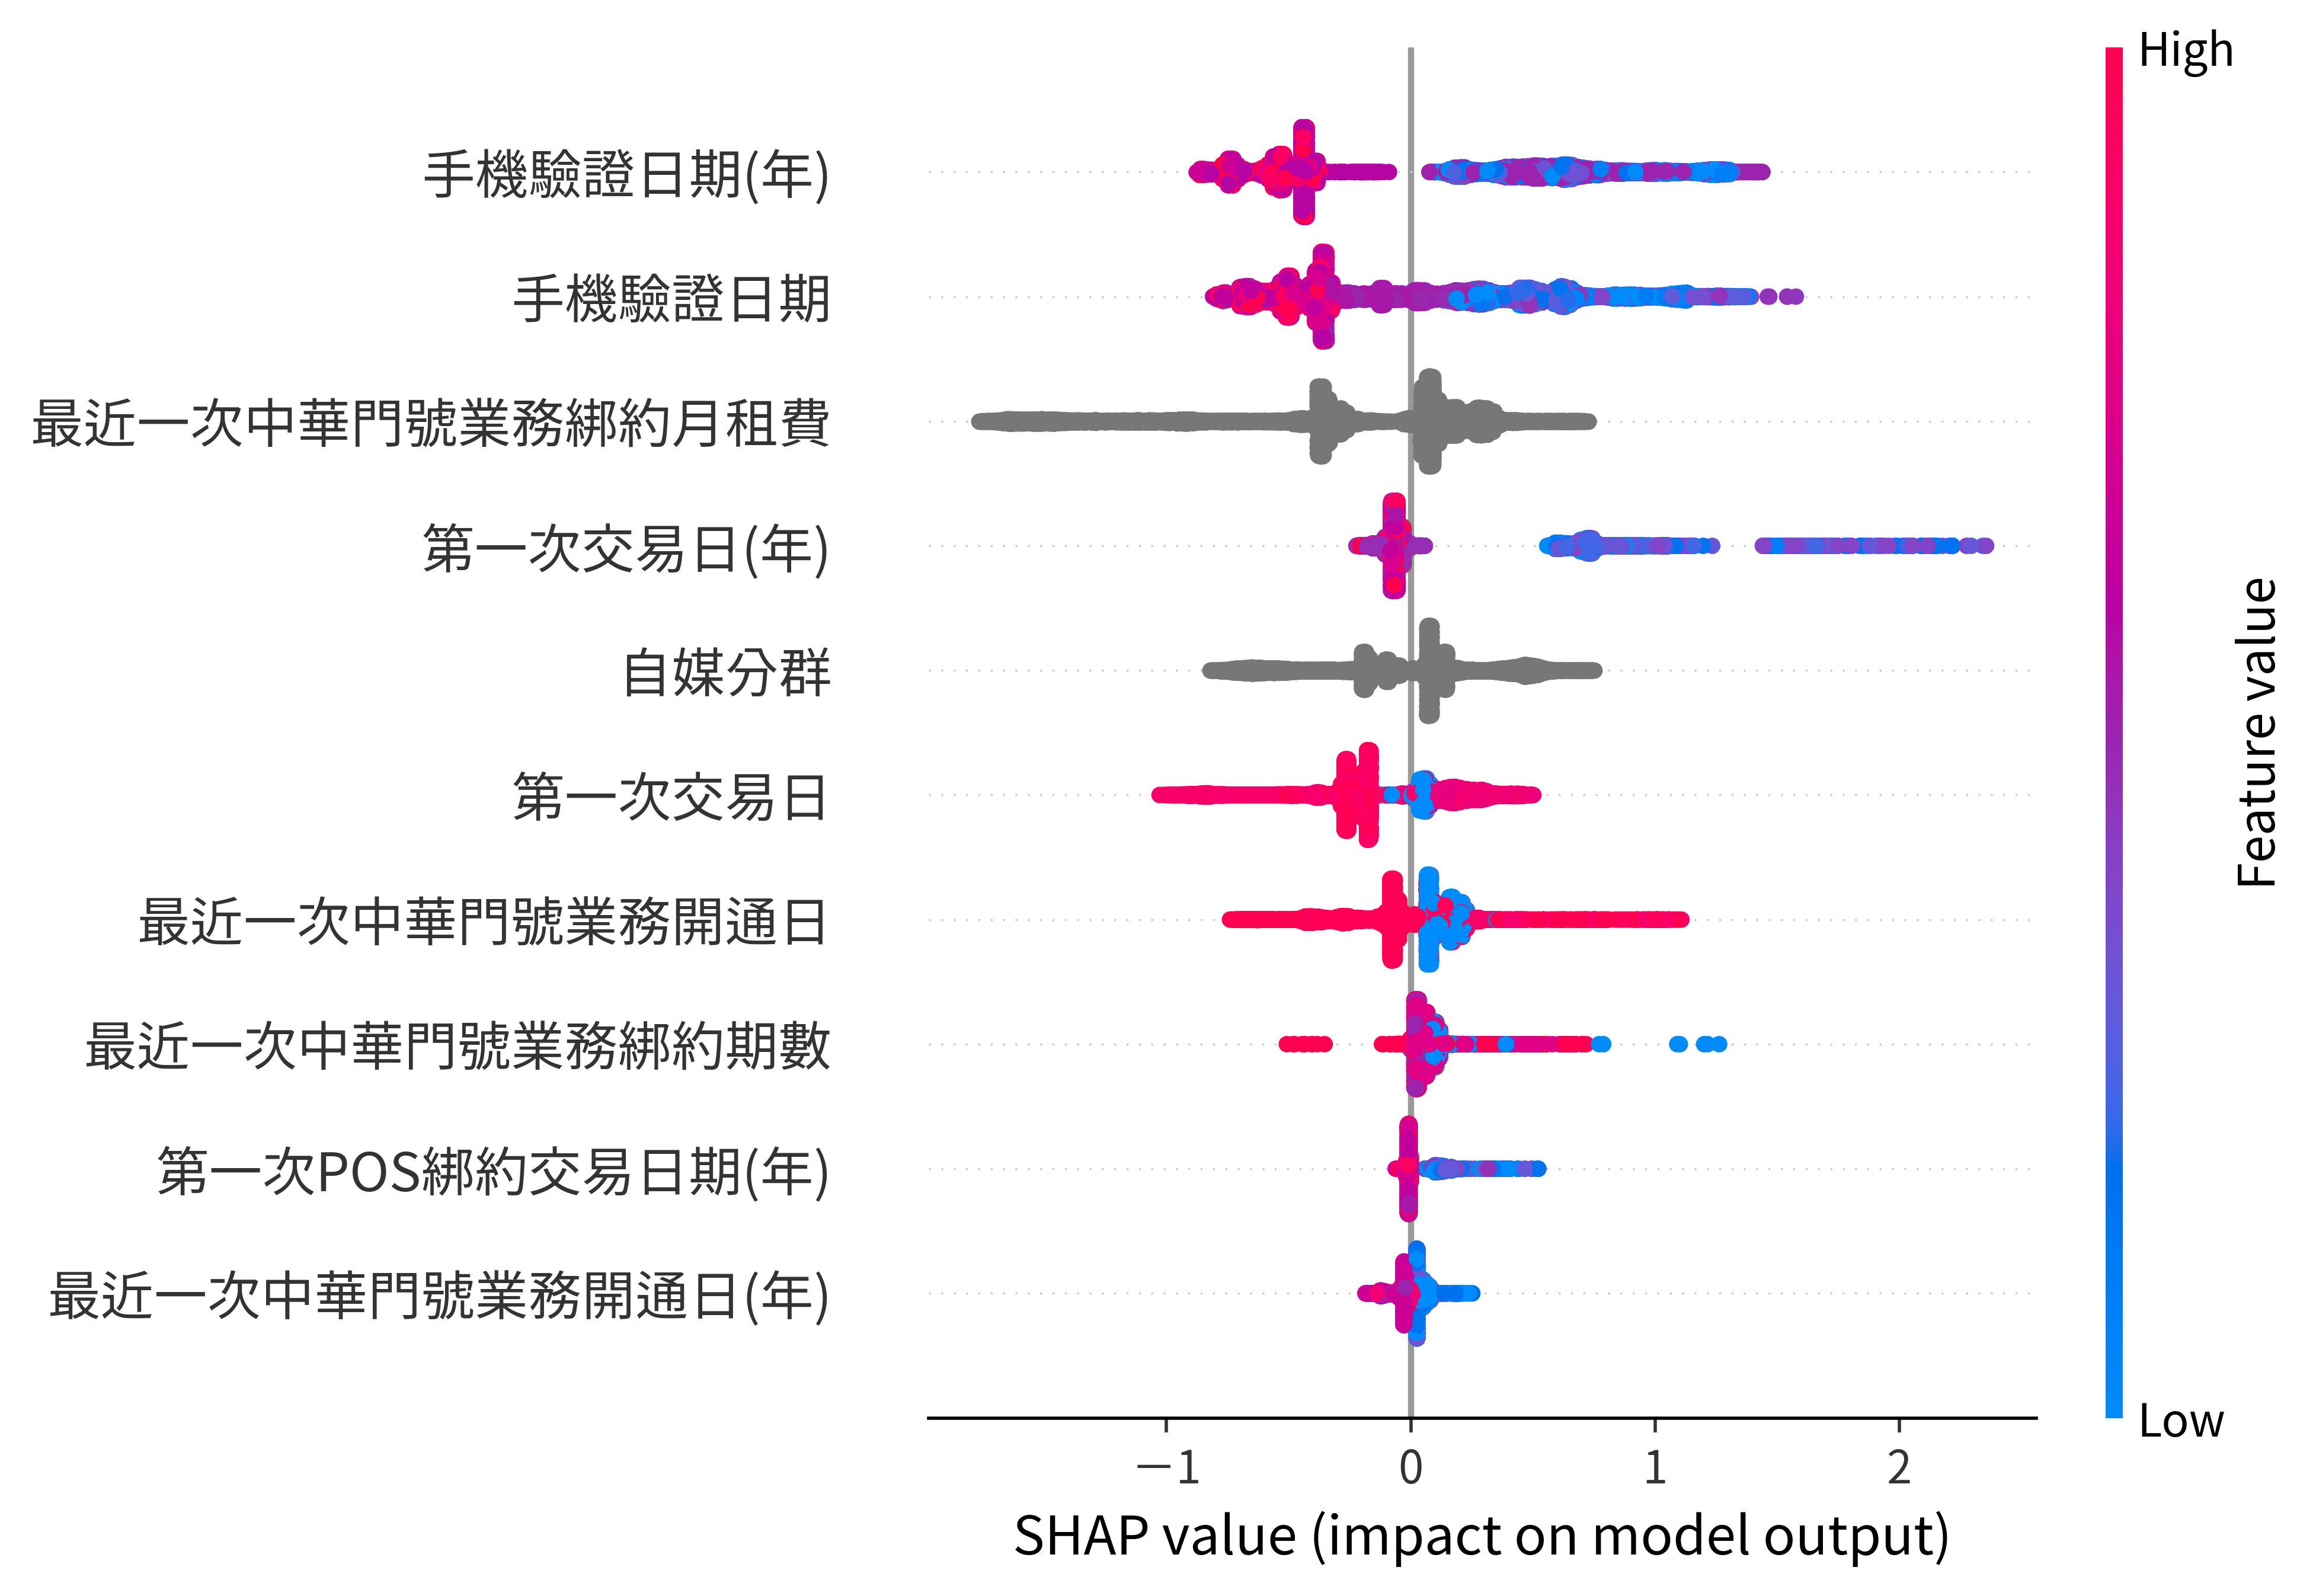 High
手機驗證日期(年)
手機驗證日期
最近一次中華門號業務綁約月租費
第一次交易日(年)
自媒分群
第一次交易日
最近一次中華門號業務開通日
最近一次中華門號業務綁約期數
第一次POS綁約交易日期(年)
最近一次中華門號業務開通日(年)
Feature value
Low
−1 0 1 2
SHAP value (impact on model output)